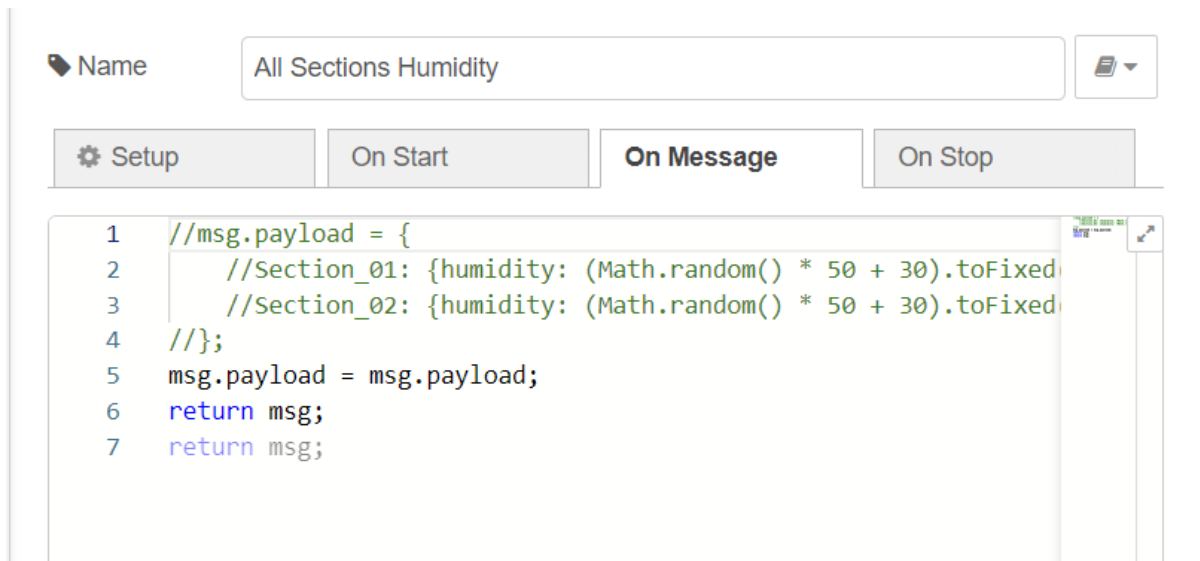 Name All Sections Humidity
Setup On Start On Message On Stop
1 //msg.payload = {
2 //Section_01: {humidity: (Math.random() * 50 + 30).toFixed(
3 //Section_02: {humidity: (Math.random() * 50 + 30).toFixed(
4 //};
5 msg.payload = msg.payload;
6 return msg;
7 return msg;